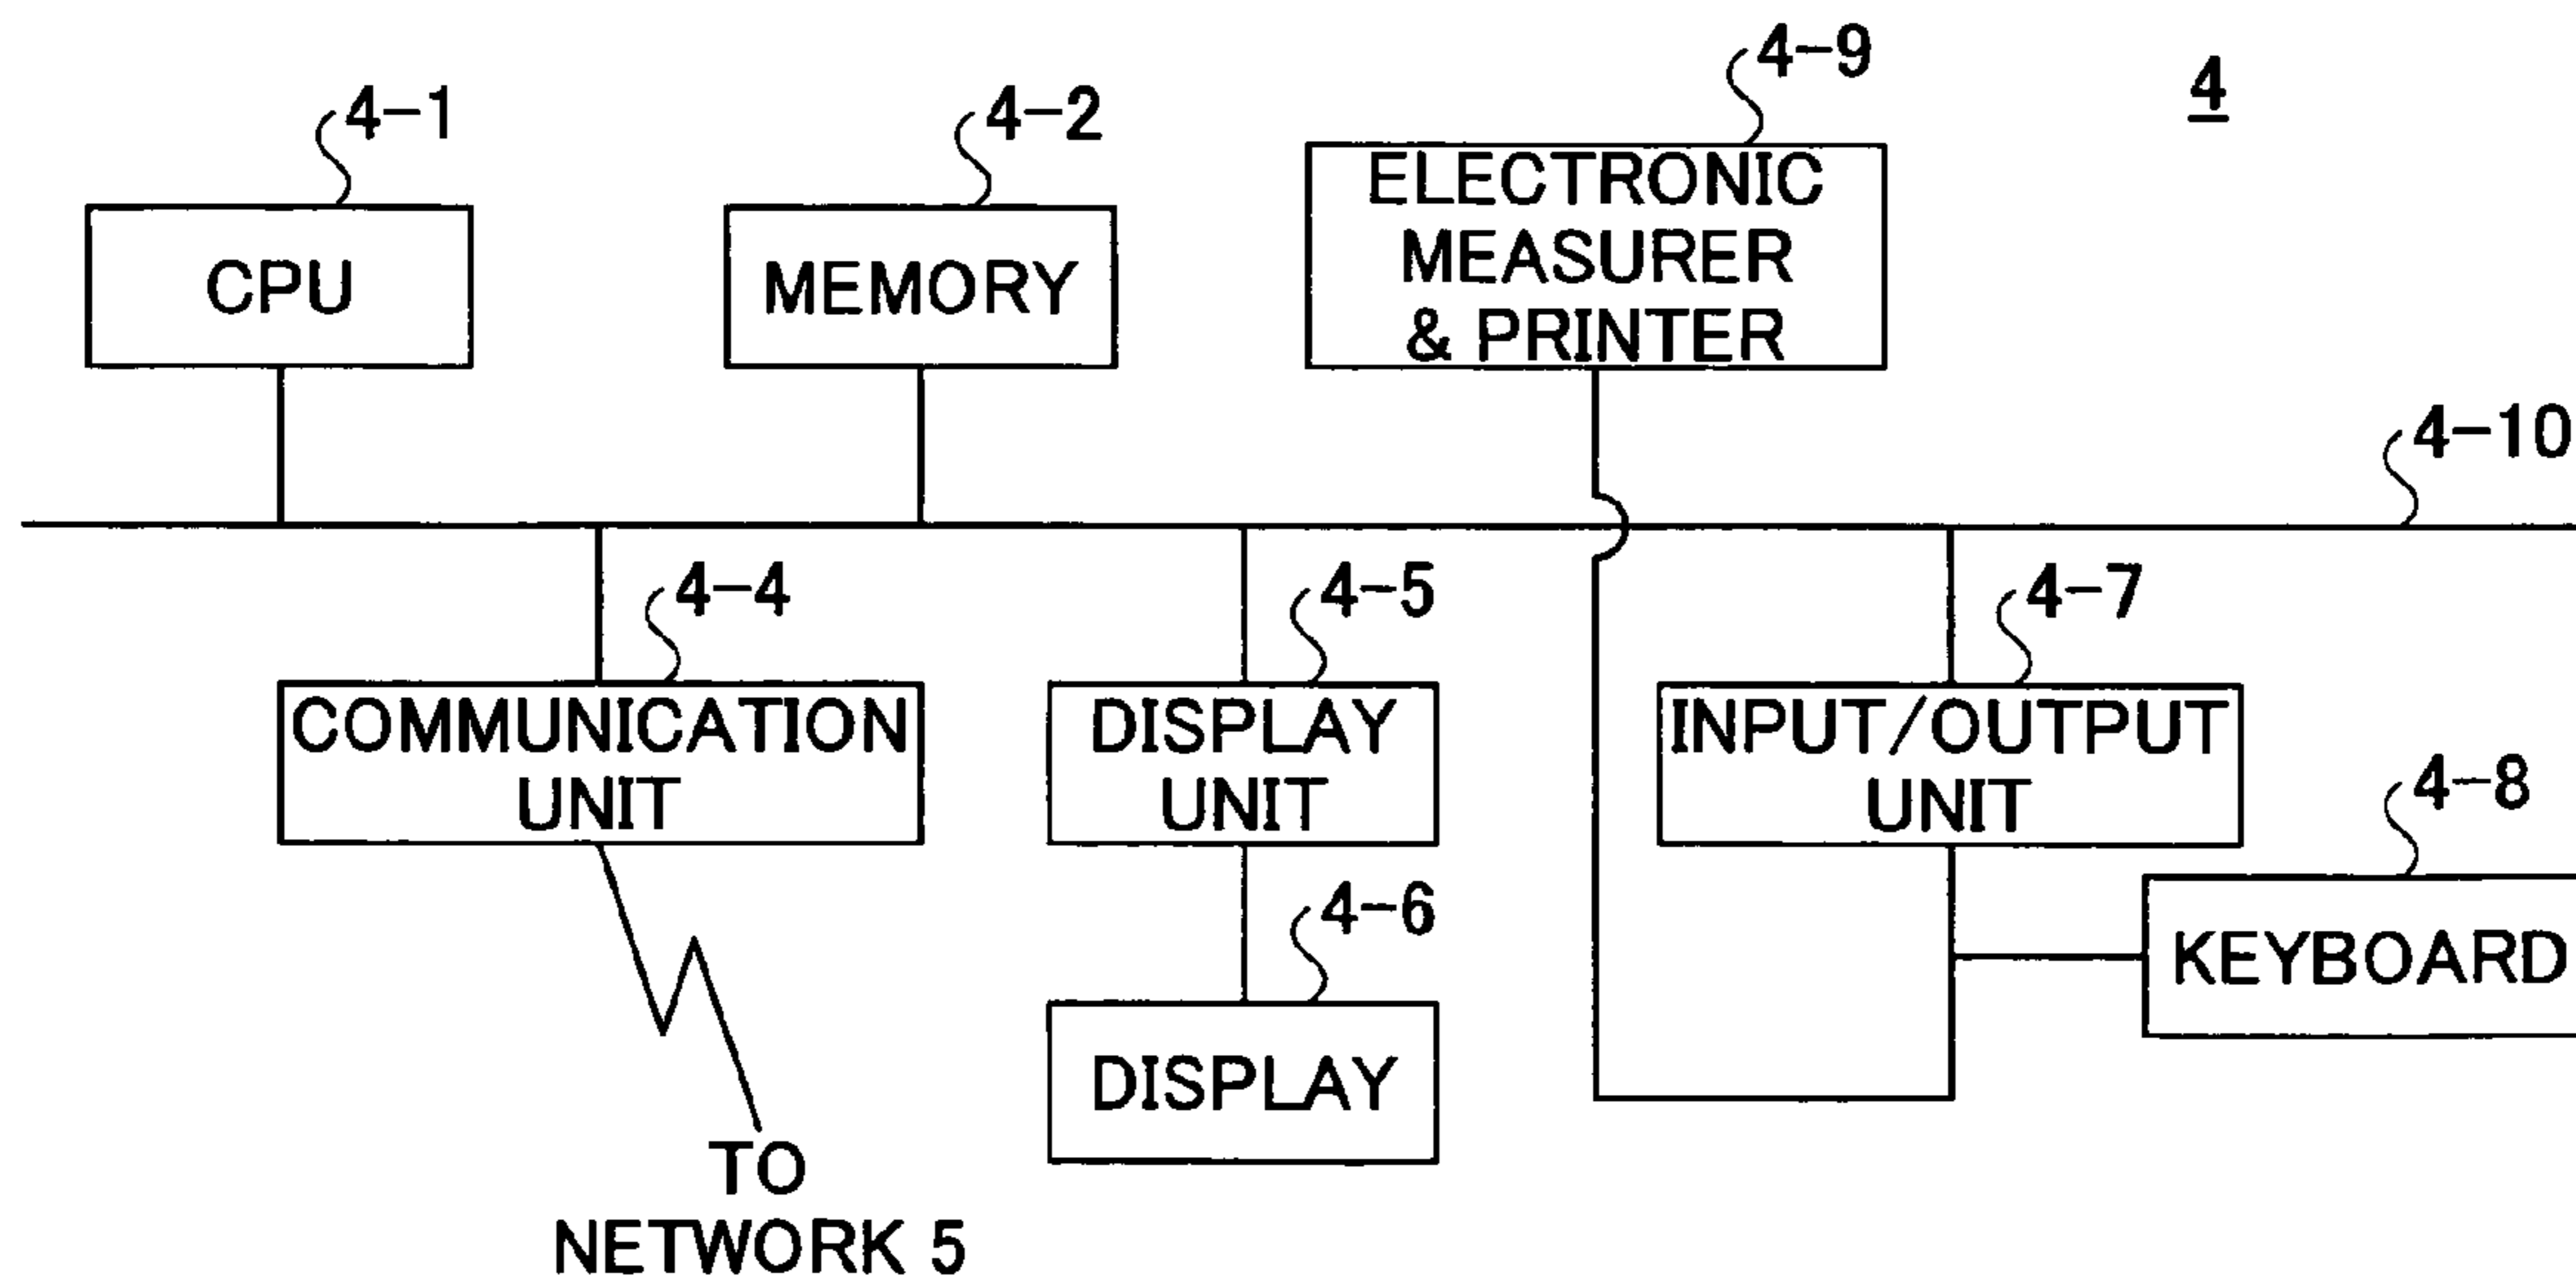 4-9
4
4-1
4-2
ELECTRONIC
MEASURER
& PRINTER
CPU
MEMORY
4-10
4-4
4-5
4-7
COMMUNICATION
UNIT
DISPLAY
UNIT
INPUT/OUTPUT
UNIT
4-8
4-6
KEYBOARD
DISPLAY
TO
NETWORK 5